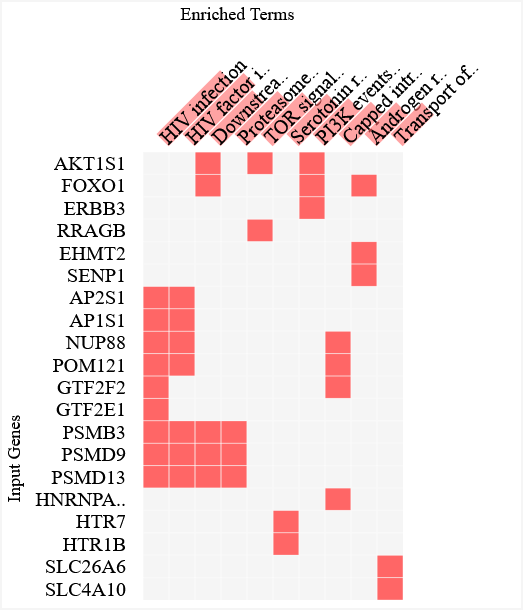 Enriched Terms
HIV infection
HIV factor i..
Downstrea..
Proteasome..
TOR signal..
Serotonin r..
PI3K events..
Capped intr..
Androgen r..
Transport of..
AKT1S1
FOXO1
ERBB3
RRAGB
EHMT2
SENP1
AP2S1
AP1S1
NUP88
POM121
GTF2F2
GTF2E1
PSMB3
PSMD9
PSMD13
HNRNPA..
HTR7
HTR1B
SLC26A6
SLC4A10
Input Genes